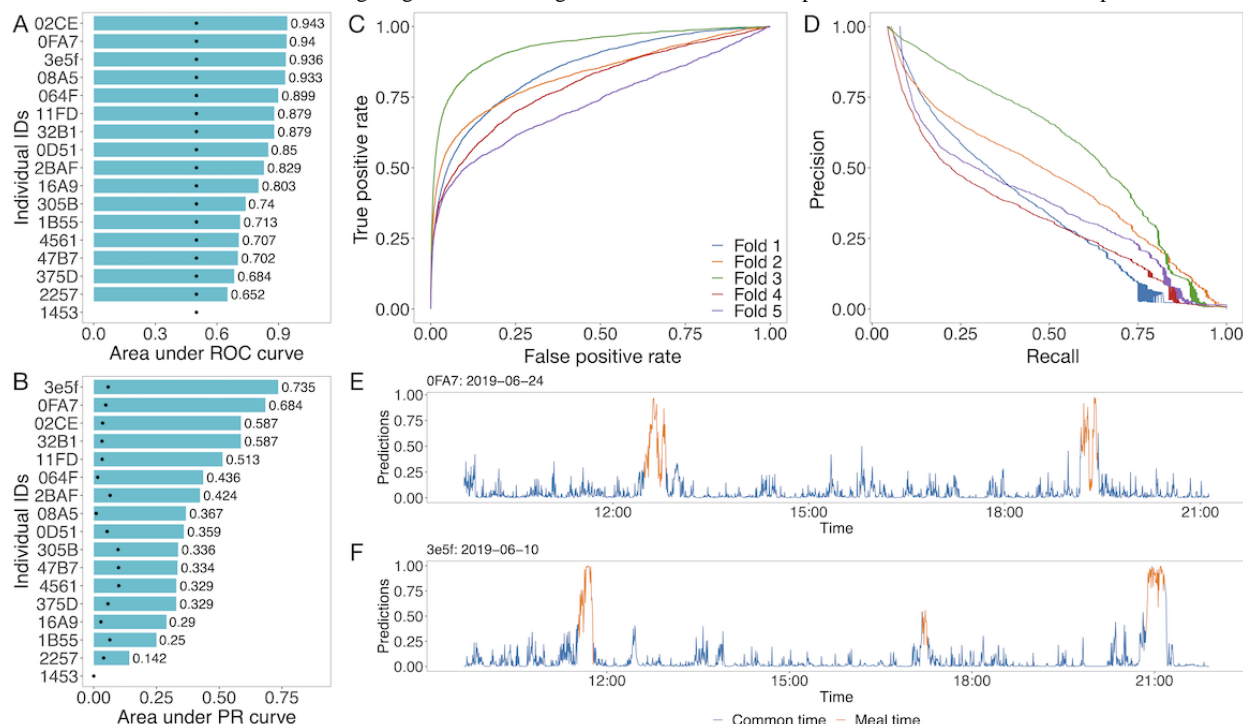 A
02CE 0.943
0FA7 0.94
3e5f 0.936
08A5 0.933
064F 0.899
11FD 0.879
32B1 0.879
0D51 0.85
2BAF 0.829
16A9 0.803
305B 0.74
1B55 0.713
4561 0.707
47B7 0.702
375D 0.684
2257 0.652
1453
Individual IDs
0.0 0.3 0.6 0.9
Area under ROC curve
B
3e5f 0.735
0FA7 0.684
02CE 0.587
32B1 0.587
11FD 0.513
064F 0.436
2BAF 0.424
08A5 0.367
0D51 0.359
305B 0.336
47B7 0.334
4561 0.329
375D 0.329
16A9 0.29
1B55 0.25
2257 0.142
1453
Individual IDs
0.00 0.25 0.50 0.75
Area under PR curve
C
1.00
0.75
0.50
0.25
0.00
True positive rate
Fold 1
Fold 2
Fold 3
Fold 4
Fold 5
0.00 0.25 0.50 0.75 1.00
False positive rate
D
1.00
0.75
0.50
0.25
0.00
Precision
0.00 0.25 0.50 0.75 1.00
Recall
E
0FA7: 2019-06-24
1.00
0.75
0.50
0.25
0.00
Predictions
12:00 15:00 18:00 21:00
Time
F
3e5f: 2019-06-10
1.00
0.75
0.50
0.25
0.00
Predictions
12:00 15:00 18:00 21:00
Time
Common time Meal time